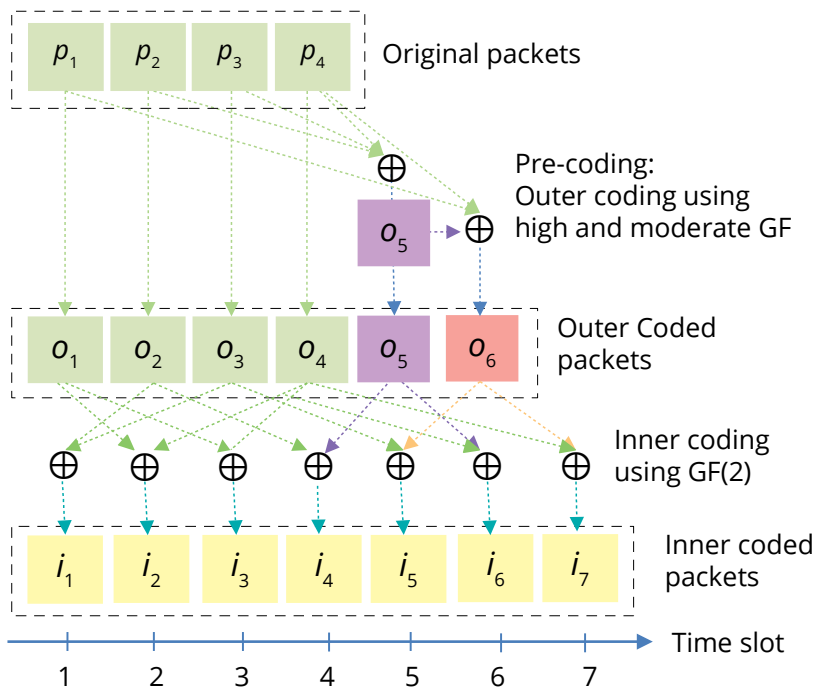 p1 p2 p3 p4 Original packets
Pre-coding:
Outer coding using
high and moderate GF
o5
o1 o2 o3 o4 o5 o6
Outer Coded
packets
Inner coding
using GF(2)
i1 i2 i3 i4 i5 i6 i7
Inner coded
packets
Time slot
1 2 3 4 5 6 7